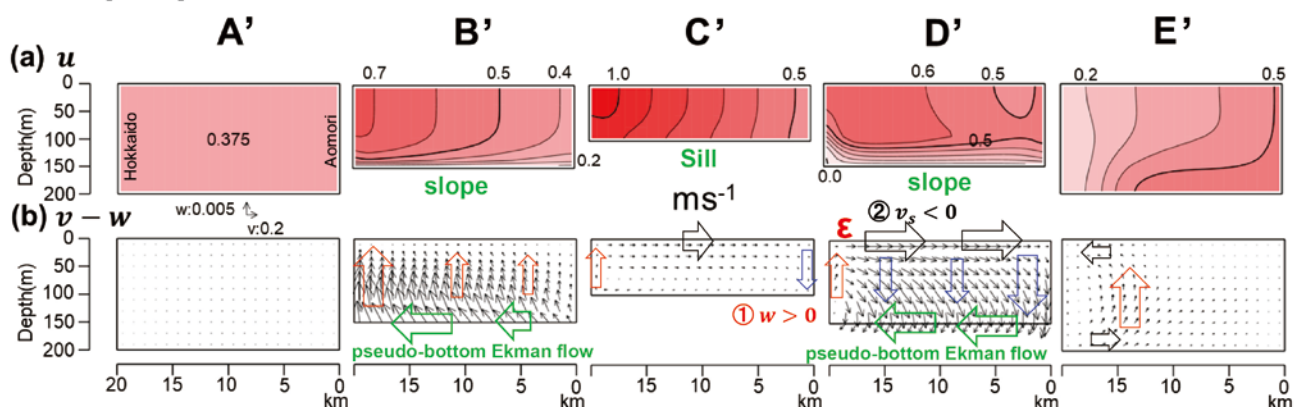 A’ B’ C’ D’ E’
(a) u
0.7 0.5 0.4 1.0 0.5 0.6 0.5 0.2 0.5
0
50
100
150
200
Depth(m)
Hokkaido
0.375
Aomori
0.2
slope
Sill
0.5
0.0
slope
(b) v − w
w:0.005
v:0.2
ms⁻¹
② vₛ < 0
ε
0
50
100
150
200
Depth(m)
① w > 0
pseudo-bottom Ekman flow
pseudo-bottom Ekman flow
20 15 10 5 0 15 10 5 0 15 10 5 0 15 10 5 0 15 10 5 0
km km km km km